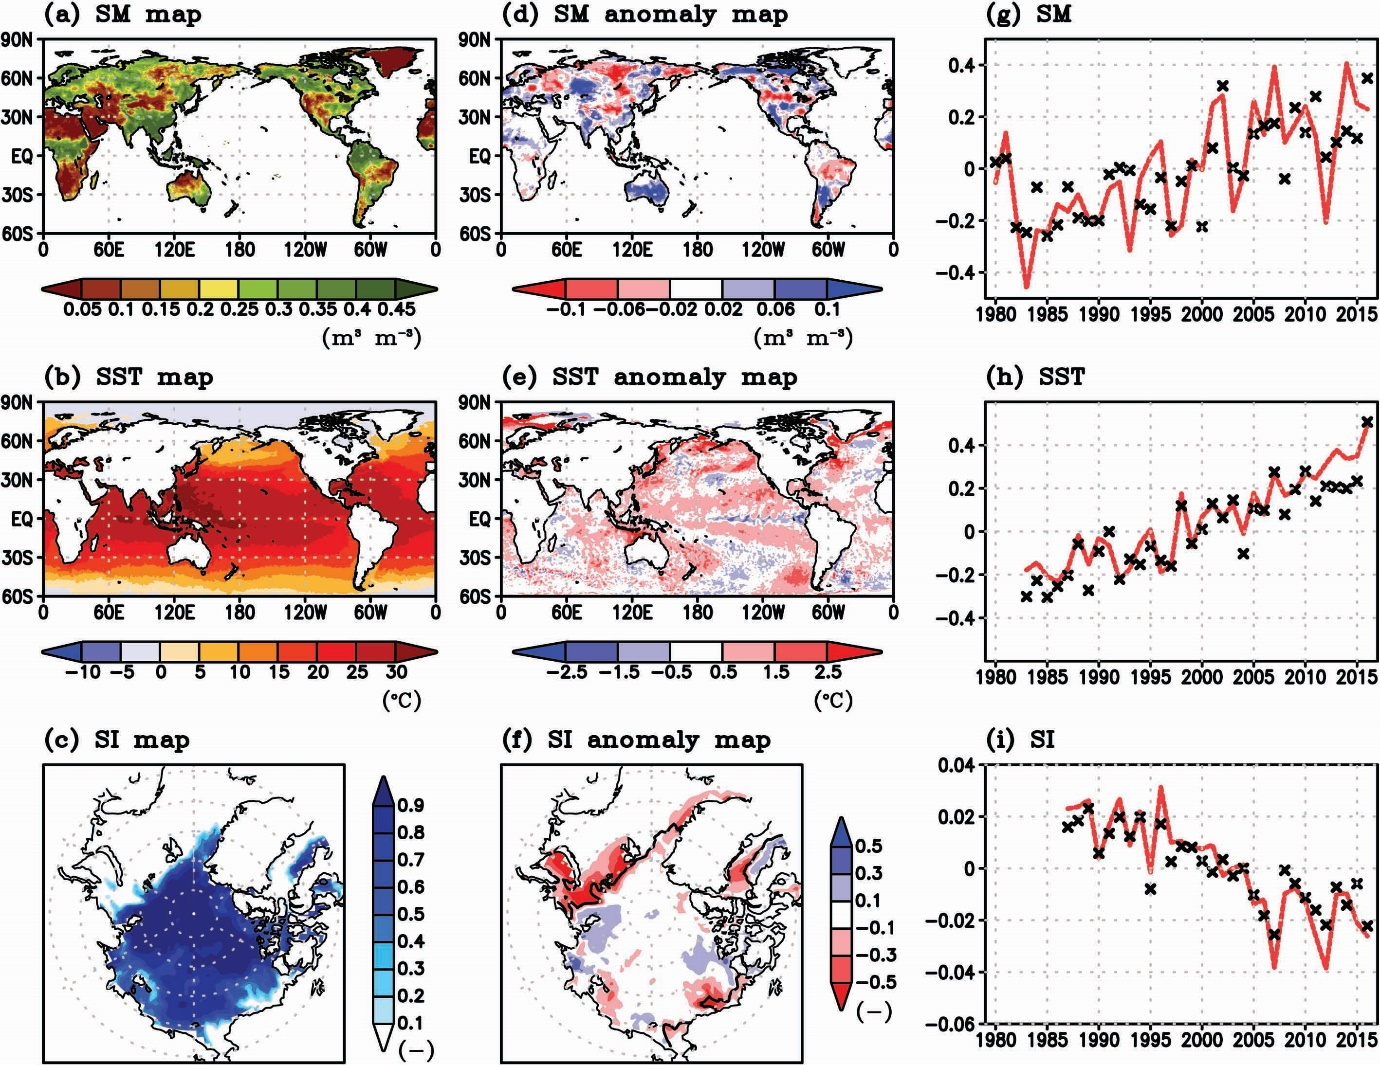 (a) SM map
90N
60N
30N
EQ
30S
60S
0 60E 120E 180 120W 60W 0
0.05 0.1 0.15 0.2 0.25 0.3 0.35 0.4 0.45
(m³ m⁻³)
(d) SM anomaly map
90N
60N
30N
EQ
30S
60S
0 60E 120E 180 120W 60W 0
−0.1 −0.06 −0.02 0.02 0.06 0.1
(m³ m⁻³)
(g) SM
0.4
0.2
0
−0.2
−0.4
1980 1985 1990 1995 2000 2005 2010 2015
(b) SST map
90N
60N
30N
EQ
30S
60S
0 60E 120E 180 120W 60W 0
−10 −5 0 5 10 15 20 25 30
(°C)
(e) SST anomaly map
90N
60N
30N
EQ
30S
60S
0 60E 120E 180 120W 60W 0
−2.5 −1.5 −0.5 0.5 1.5 2.5
(°C)
(h) SST
0.4
0.2
0
−0.2
−0.4
1980 1985 1990 1995 2000 2005 2010 2015
(c) SI map
0.9
0.8
0.7
0.6
0.5
0.4
0.3
0.2
0.1
(−)
(f) SI anomaly map
0.5
0.3
0.1
−0.1
−0.3
−0.5
(−)
(i) SI
0.04
0.02
0
−0.02
−0.04
−0.06
1980 1985 1990 1995 2000 2005 2010 2015